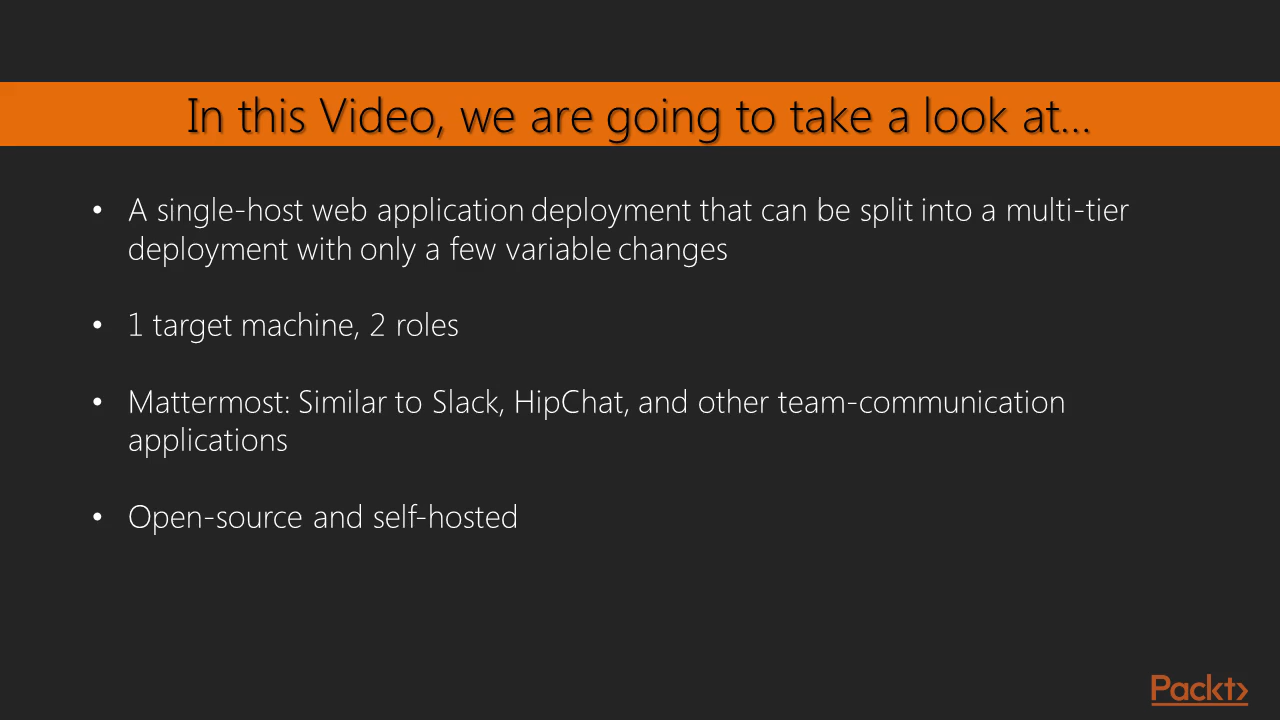 In this Video, we are going to take a look at...
• A single-host web application deployment that can be split into a multi-tier
deployment with only a few variable changes
• 1 target machine, 2 roles
• Mattermost: Similar to Slack, HipChat, and other team-communication
applications
• Open-source and self-hosted
Packt>